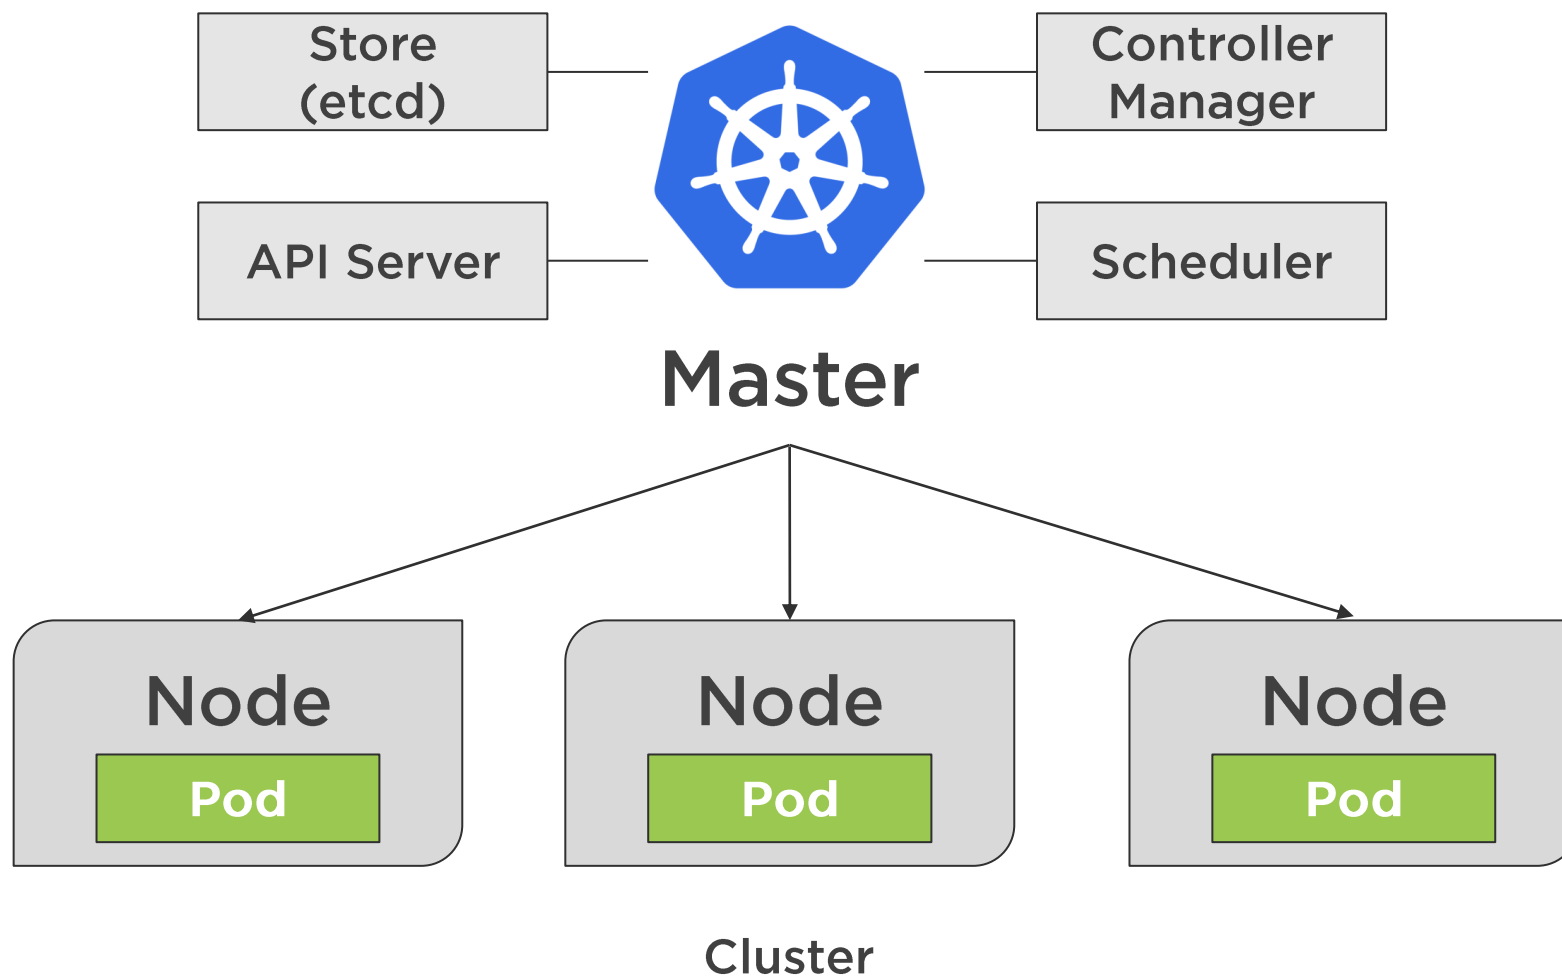 Store
(etcd)
Controller
Manager
API Server
Scheduler
Master
Node
Pod
Node
Pod
Node
Pod
Cluster